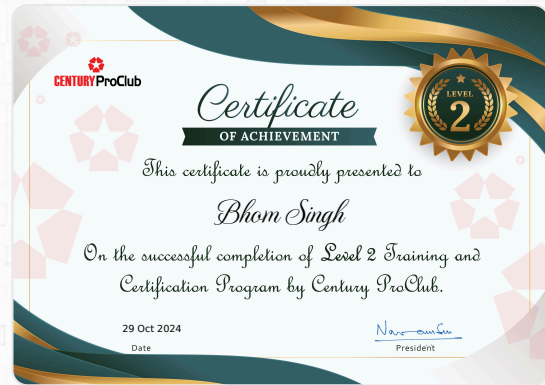 CENTURY ProClub
Certificate
OF ACHIEVEMENT
LEVEL
2
This certificate is proudly presented to
Bhom Singh
On the successful completion of Level 2 Training and
Certification Program by Century ProClub.
29 Oct 2024
Date
President